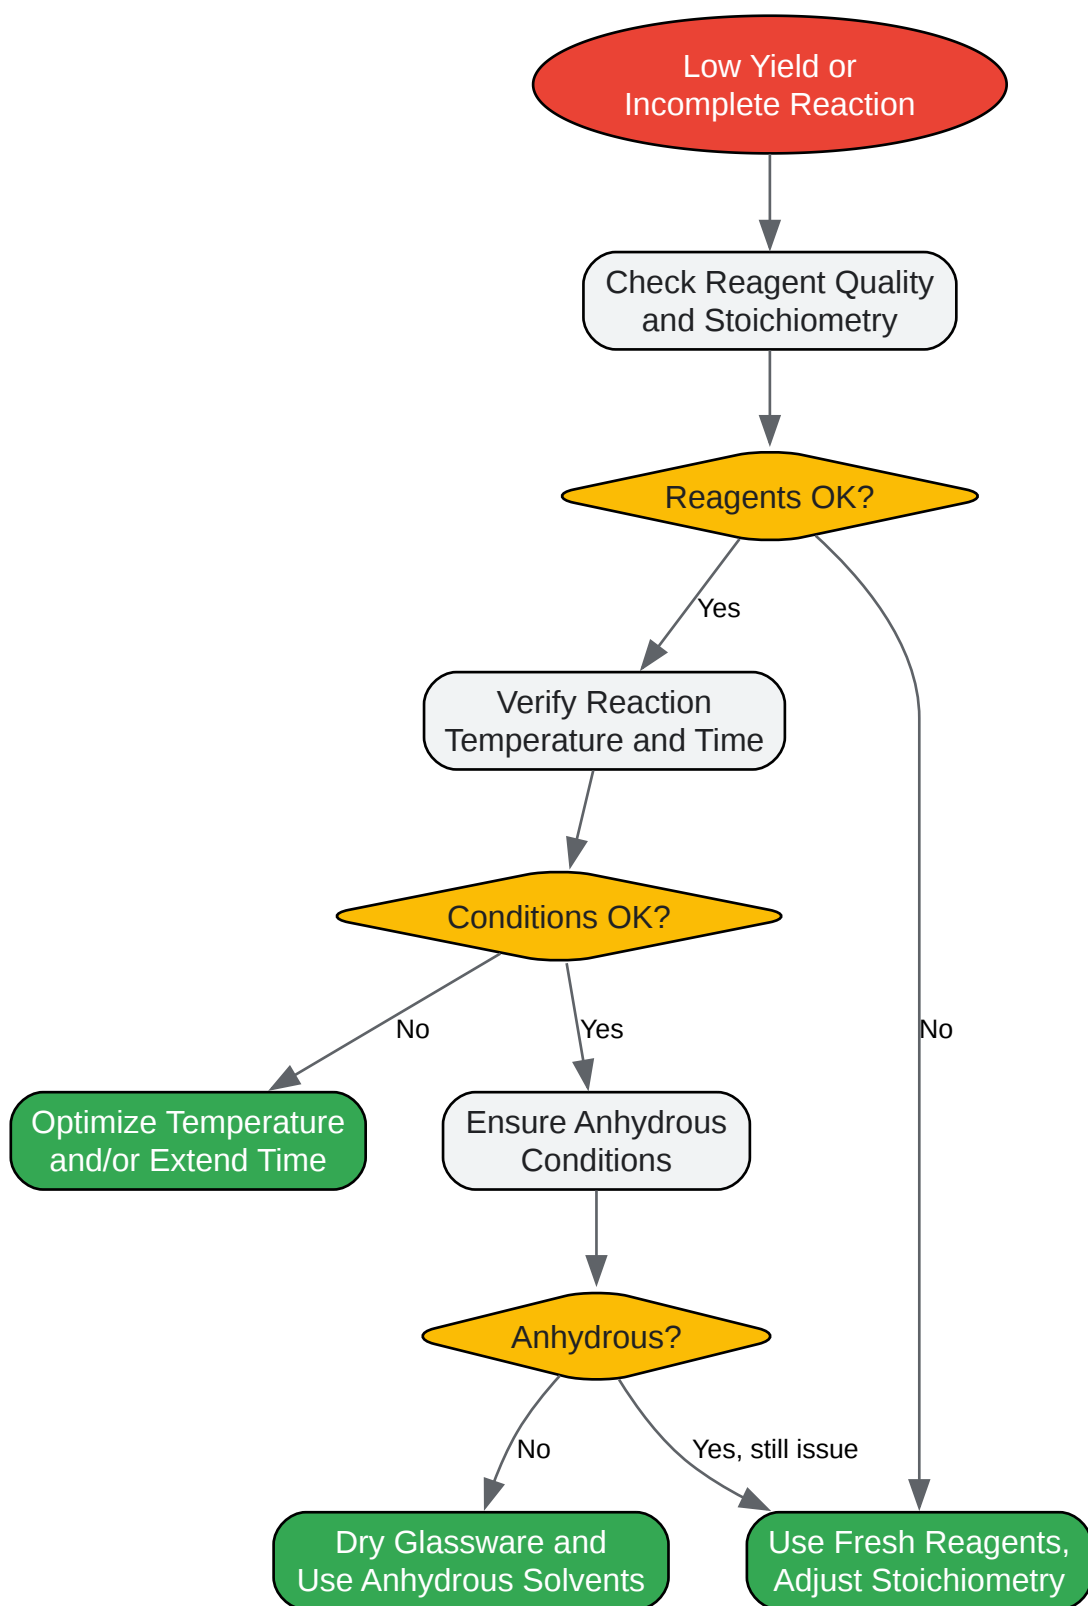 Low Yield or
Incomplete Reaction
Check Reagent Quality
and Stoichiometry
Reagents OK?
Yes
Verify Reaction
Temperature and Time
Conditions OK?
No
Yes
No
Optimize Temperature
and/or Extend Time
Ensure Anhydrous
Conditions
Anhydrous?
No
Yes, still issue
Dry Glassware and
Use Anhydrous Solvents
Use Fresh Reagents,
Adjust Stoichiometry